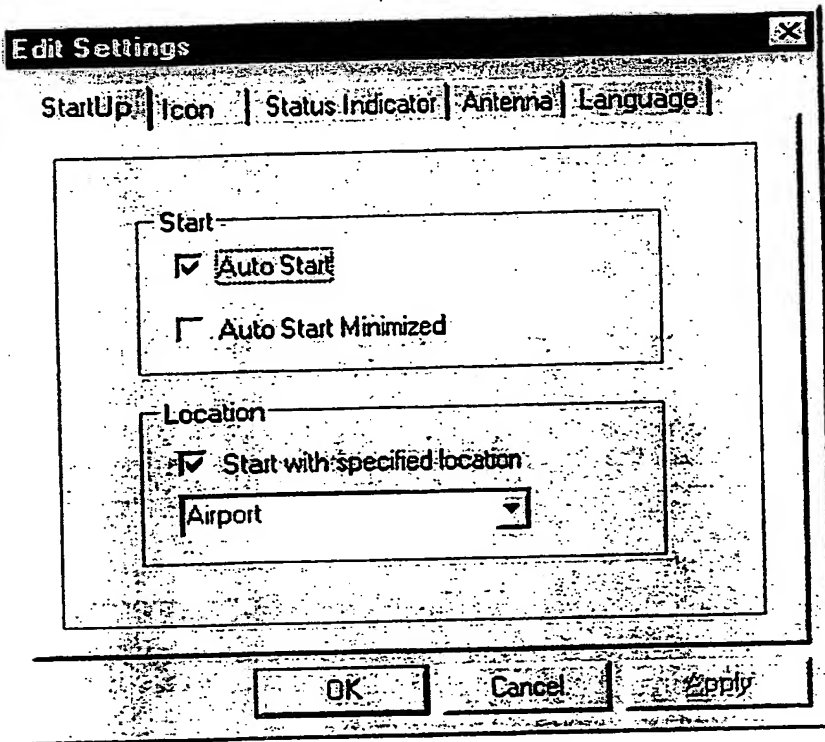 Edit Settings
StartUp Icon Status Indicator Antenna Language
Start
Auto Start
Auto Start Minimized
Location
Start with specified location
Airport
OK Cancel Apply